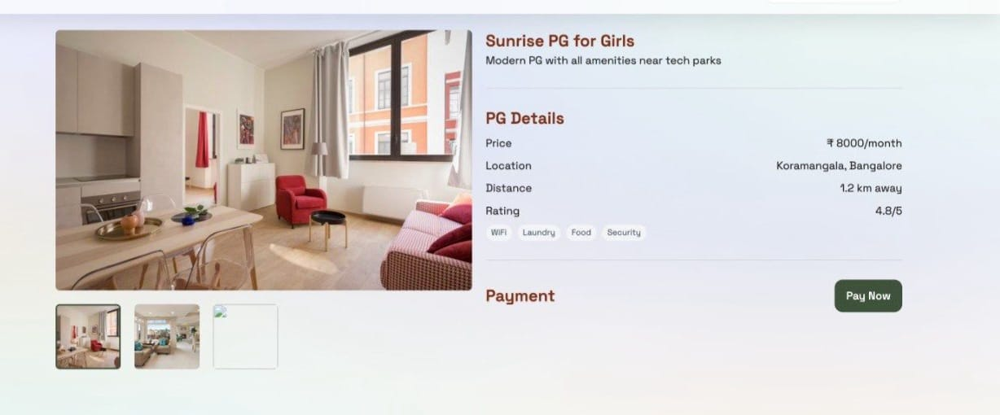 Sunrise PG for Girls
Modern PG with all amenities near tech parks
PG Details
Price ₹ 8000/month
Location Koramangala, Bangalore
Distance 1.2 km away
Rating 4.8/5
WiFi Laundry Food Security
Payment Pay Now